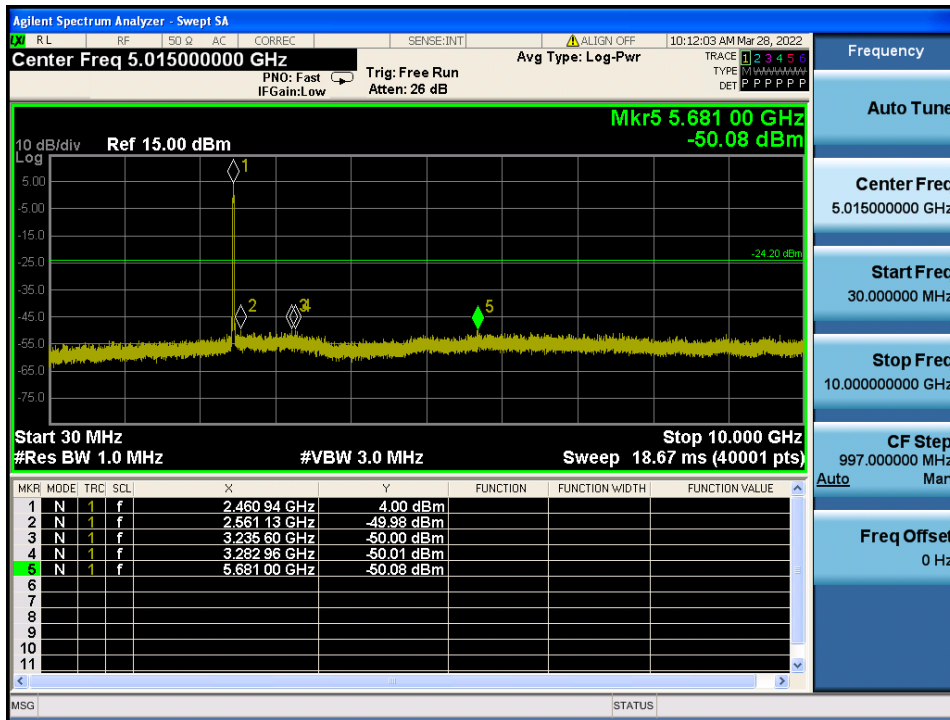 Agilent Spectrum Analyzer - Swept SA
LXI RL RF 50 Ω AC CORREC SENSE:INT ALIGN OFF 10:12:03 AM Mar 28, 2022
Center Freq 5.015000000 GHz
PNO: Fast
IFGain:Low
Trig: Free Run
Atten: 26 dB
Avg Type: Log-Pwr
TRACE 1 2 3 4 5 6
TYPE M WWWWW
DET P P P P P P
Mkr5 5.681 00 GHz
-50.08 dBm
10 dB/div Ref 15.00 dBm
Log
5.00
-5.00
-15.0
-25.0
-35.0
-45.0
-55.0
-65.0
-75.0
-24.20 dBm
1
2
3
4
5
Start 30 MHz Stop 10.000 GHz
#Res BW 1.0 MHz #VBW 3.0 MHz Sweep 18.67 ms (40001 pts)
MKR MODE TRC SCL X Y FUNCTION FUNCTION WIDTH FUNCTION VALUE
1 N 1 f 2.460 94 GHz 4.00 dBm
2 N 1 f 2.561 13 GHz -49.98 dBm
3 N 1 f 3.235 60 GHz -50.00 dBm
4 N 1 f 3.282 96 GHz -50.01 dBm
5 N 1 f 5.681 00 GHz -50.08 dBm
6
7
8
9
10
11
MSG STATUS
Frequency
Auto Tune
Center Freq
5.015000000 GHz
Start Freq
30.000000 MHz
Stop Freq
10.000000000 GHz
CF Step
997.000000 MHz
Auto Man
Freq Offset
0 Hz